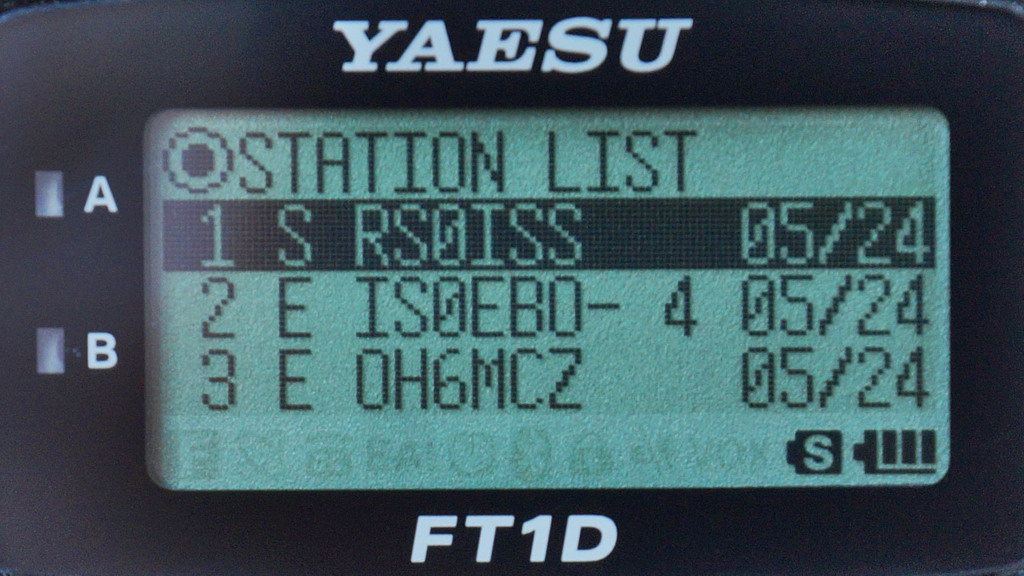 YAESU
STATION LIST
A
1 S RS0ISS 05/24
2 E IS0EBO- 4 05/24
B
3 E OH6MCZ 05/24
S
FT1D